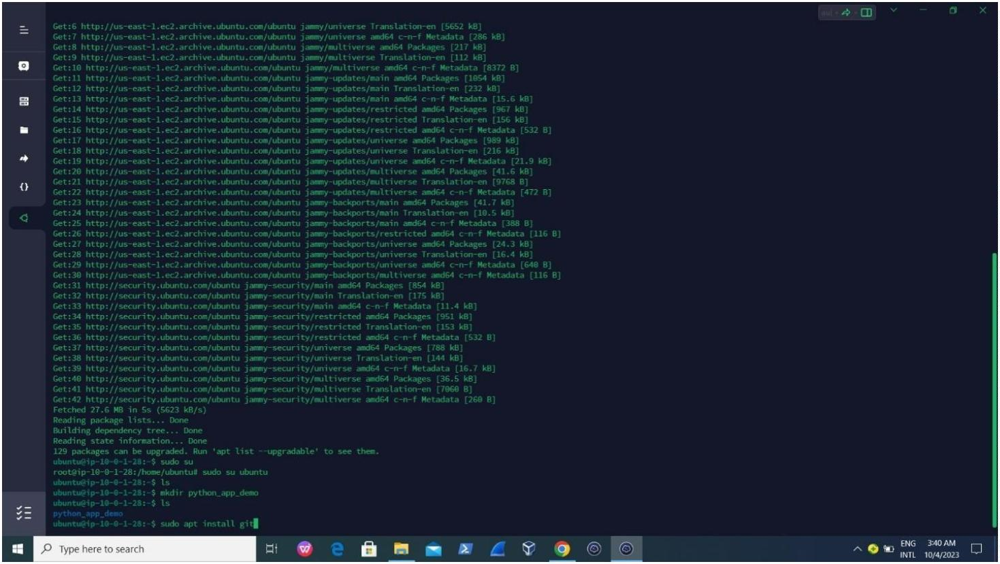 Get:6 http://us-east-1.ec2.archive.ubuntu.com/ubuntu jammy/universe Translation-en [5652 kB]
Get:7 http://us-east-1.ec2.archive.ubuntu.com/ubuntu jammy/universe amd64 c-n-f Metadata [286 kB]
Get:8 http://us-east-1.ec2.archive.ubuntu.com/ubuntu jammy/multiverse amd64 Packages [217 kB]
Get:9 http://us-east-1.ec2.archive.ubuntu.com/ubuntu jammy/multiverse Translation-en [112 kB]
Get:10 http://us-east-1.ec2.archive.ubuntu.com/ubuntu jammy/multiverse amd64 c-n-f Metadata [8372 B]
Get:11 http://us-east-1.ec2.archive.ubuntu.com/ubuntu jammy-updates/main amd64 Packages [1054 kB]
Get:12 http://us-east-1.ec2.archive.ubuntu.com/ubuntu jammy-updates/main Translation-en [232 kB]
Get:13 http://us-east-1.ec2.archive.ubuntu.com/ubuntu jammy-updates/main amd64 c-n-f Metadata [15.6 kB]
Get:14 http://us-east-1.ec2.archive.ubuntu.com/ubuntu jammy-updates/restricted amd64 Packages [967 kB]
Get:15 http://us-east-1.ec2.archive.ubuntu.com/ubuntu jammy-updates/restricted Translation-en [156 kB]
Get:16 http://us-east-1.ec2.archive.ubuntu.com/ubuntu jammy-updates/restricted amd64 c-n-f Metadata [532 B]
Get:17 http://us-east-1.ec2.archive.ubuntu.com/ubuntu jammy-updates/universe amd64 Packages [989 kB]
Get:18 http://us-east-1.ec2.archive.ubuntu.com/ubuntu jammy-updates/universe Translation-en [216 kB]
Get:19 http://us-east-1.ec2.archive.ubuntu.com/ubuntu jammy-updates/universe amd64 c-n-f Metadata [21.9 kB]
Get:20 http://us-east-1.ec2.archive.ubuntu.com/ubuntu jammy-updates/multiverse amd64 Packages [41.6 kB]
Get:21 http://us-east-1.ec2.archive.ubuntu.com/ubuntu jammy-updates/multiverse Translation-en [9768 B]
Get:22 http://us-east-1.ec2.archive.ubuntu.com/ubuntu jammy-updates/multiverse amd64 c-n-f Metadata [472 B]
Get:23 http://us-east-1.ec2.archive.ubuntu.com/ubuntu jammy-backports/main amd64 Packages [41.7 kB]
Get:24 http://us-east-1.ec2.archive.ubuntu.com/ubuntu jammy-backports/main Translation-en [10.5 kB]
Get:25 http://us-east-1.ec2.archive.ubuntu.com/ubuntu jammy-backports/main amd64 c-n-f Metadata [388 B]
Get:26 http://us-east-1.ec2.archive.ubuntu.com/ubuntu jammy-backports/restricted amd64 c-n-f Metadata [116 B]
Get:27 http://us-east-1.ec2.archive.ubuntu.com/ubuntu jammy-backports/universe amd64 Packages [24.3 kB]
Get:28 http://us-east-1.ec2.archive.ubuntu.com/ubuntu jammy-backports/universe Translation-en [16.4 kB]
Get:29 http://us-east-1.ec2.archive.ubuntu.com/ubuntu jammy-backports/universe amd64 c-n-f Metadata [640 B]
Get:30 http://us-east-1.ec2.archive.ubuntu.com/ubuntu jammy-backports/multiverse amd64 c-n-f Metadata [116 B]
Get:31 http://security.ubuntu.com/ubuntu jammy-security/main amd64 Packages [854 kB]
Get:32 http://security.ubuntu.com/ubuntu jammy-security/main Translation-en [175 kB]
Get:33 http://security.ubuntu.com/ubuntu jammy-security/main amd64 c-n-f Metadata [11.4 kB]
Get:34 http://security.ubuntu.com/ubuntu jammy-security/restricted amd64 Packages [951 kB]
Get:35 http://security.ubuntu.com/ubuntu jammy-security/restricted Translation-en [153 kB]
Get:36 http://security.ubuntu.com/ubuntu jammy-security/restricted amd64 c-n-f Metadata [532 B]
Get:37 http://security.ubuntu.com/ubuntu jammy-security/universe amd64 Packages [788 kB]
Get:38 http://security.ubuntu.com/ubuntu jammy-security/universe Translation-en [144 kB]
Get:39 http://security.ubuntu.com/ubuntu jammy-security/universe amd64 c-n-f Metadata [16.7 kB]
Get:40 http://security.ubuntu.com/ubuntu jammy-security/multiverse amd64 Packages [36.5 kB]
Get:41 http://security.ubuntu.com/ubuntu jammy-security/multiverse Translation-en [7060 B]
Get:42 http://security.ubuntu.com/ubuntu jammy-security/multiverse amd64 c-n-f Metadata [260 B]
Fetched 27.6 MB in 5s (5623 kB/s)
Reading package lists... Done
Building dependency tree... Done
Reading state information... Done
129 packages can be upgraded. Run 'apt list --upgradable' to see them.
ubuntu@ip-10-0-1-28:~$ sudo su
root@ip-10-0-1-28:/home/ubuntu# sudo su ubuntu
ubuntu@ip-10-0-1-28:~$ ls
ubuntu@ip-10-0-1-28:~$ mkdir python_app_demo
ubuntu@ip-10-0-1-28:~$ ls
python_app_demo
ubuntu@ip-10-0-1-28:~$ sudo apt install git
Type here to search
ENG
INTL
3:40 AM
10/4/2023